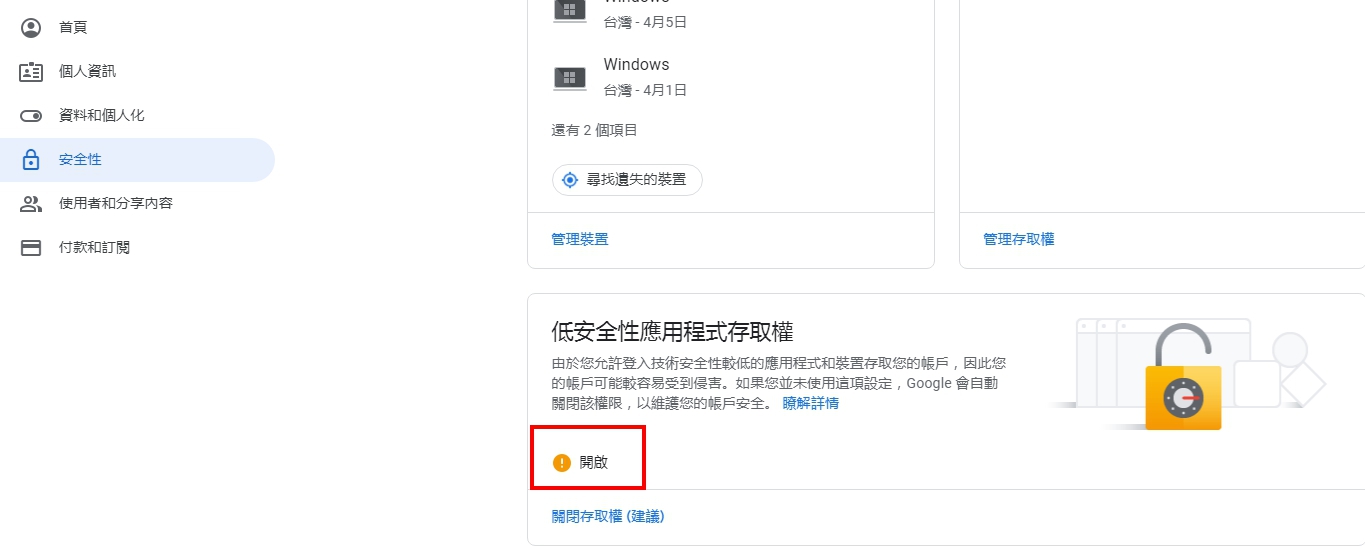 首頁
個人資訊
資料和個人化
安全性
使用者和分享內容
付款和訂閱
Windows
台灣 - 4月5日
Windows
台灣 - 4月1日
還有 2 個項目
尋找遺失的裝置
管理裝置
管理存取權
低安全性應用程式存取權
由於您允許登入技術安全性較低的應用程式和裝置存取您的帳戶，因此您
的帳戶可能較容易受到侵害。如果您並未使用這項設定，Google 會自動
關閉該權限，以維護您的帳戶安全。 瞭解詳情
開啟
關閉存取權 (建議)